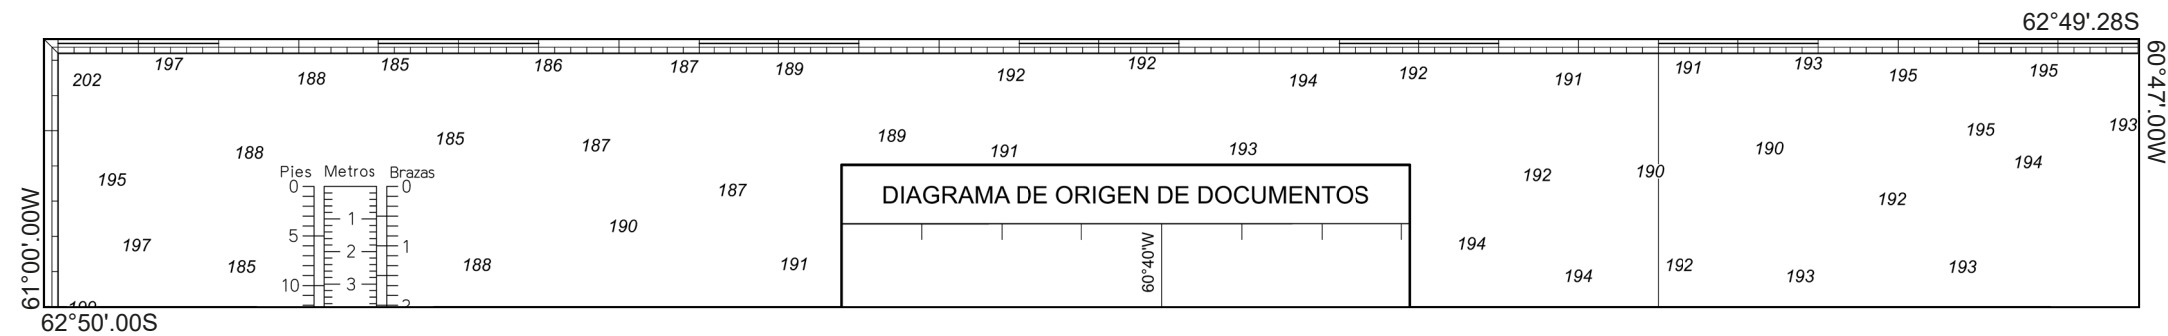 62°49'.28S
197 185 186 187 189 192 192 194 192 191 191 193 195 195
202 188
60°47'.00W
188 185 187 189 191 193 190 195 193
195 187 192 190 194
Pies Metros Brazas
0 0
DIAGRAMA DE ORIGEN DE DOCUMENTOS
192
1
190
5
197 2 1 194
60°40'W
185 188 191 194 192 193 193
10 3
2
61°00'.00W
62°50'.00S